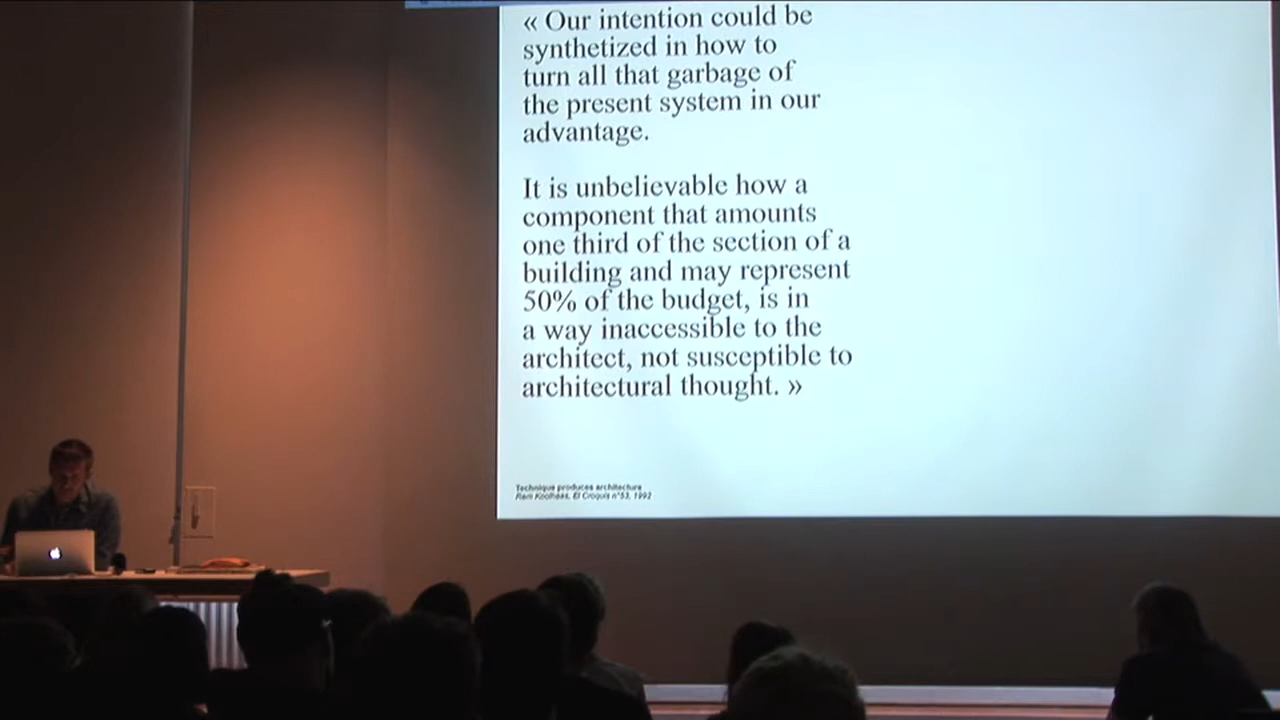 « Our intention could be
synthetized in how to
turn all that garbage of
the present system in our
advantage.
It is unbelievable how a
component that amounts
one third of the section of a
building and may represent
50% of the budget, is in
a way inaccessible to the
architect, not susceptible to
architectural thought. »
Technique produces architecture
Rem Koolhaas, El Croquis n°53, 1992